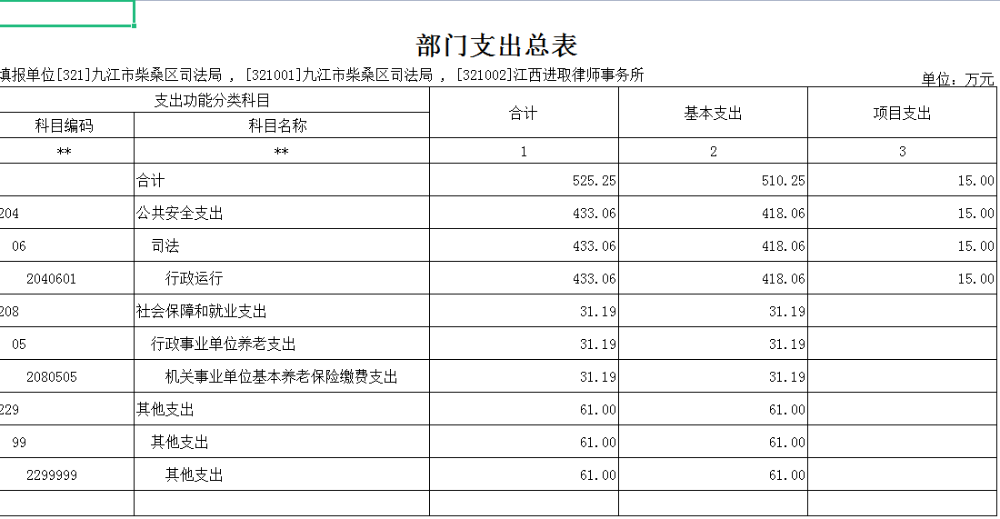 部门支出总表
填报单位[321]九江市柴桑区司法局 , [321001]九江市柴桑区司法局 , [321002]江西进取律师事务所
单位: 万元
支出功能分类科目 合计 基本支出 项目支出
科目编码 科目名称
** ** 1 2 3
合计 525.25 510.25 15.00
204 公共安全支出 433.06 418.06 15.00
06 司法 433.06 418.06 15.00
2040601 行政运行 433.06 418.06 15.00
208 社会保障和就业支出 31.19 31.19
05 行政事业单位养老支出 31.19 31.19
2080505 机关事业单位基本养老保险缴费支出 31.19 31.19
229 其他支出 61.00 61.00
99 其他支出 61.00 61.00
2299999 其他支出 61.00 61.00